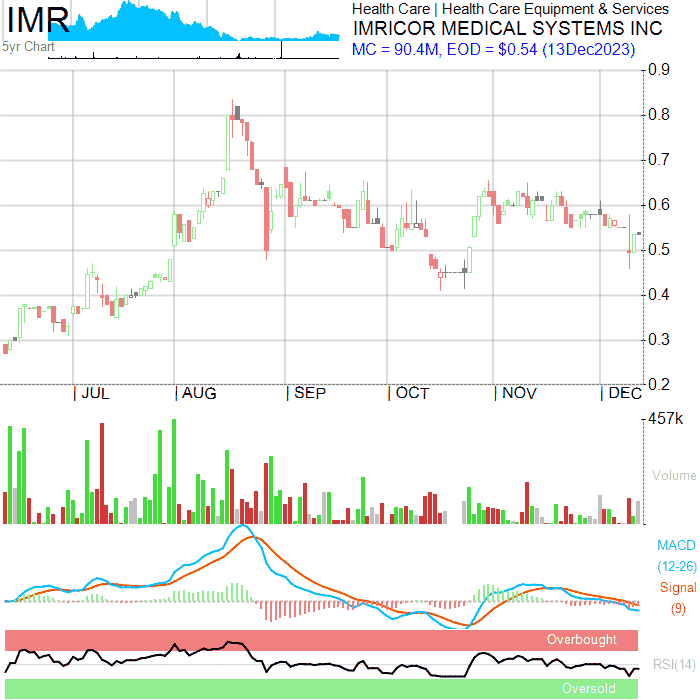 IMR
5yr Chart
Health Care | Health Care Equipment & Services
IMRICOR MEDICAL SYSTEMS INC
MC = 90.4M, EOD = $0.54 (13Dec2023)
0.9
0.8
0.7
0.6
0.5
0.4
0.3
0.2
| JUL | AUG | SEP | OCT | NOV | DEC
457k
Volume
MACD
(12-26)
Signal
(9)
Overbought
RSI(14)
Oversold